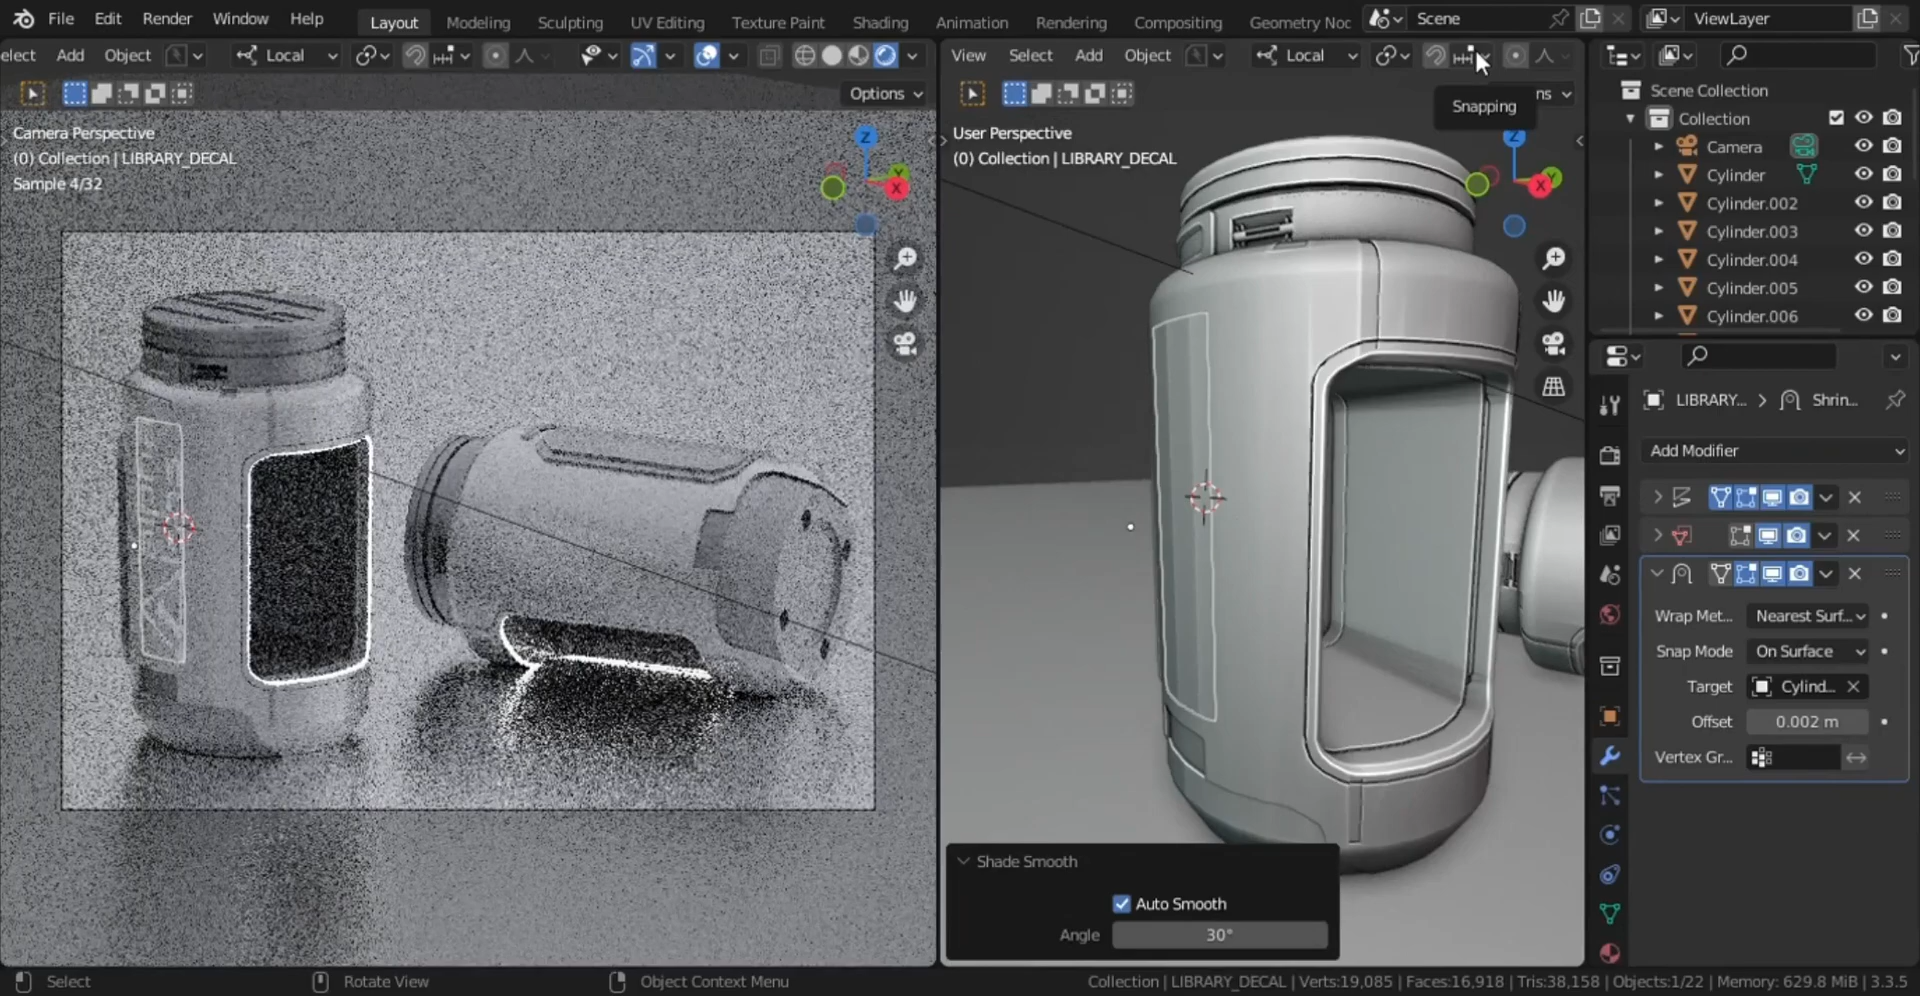 File Edit Render Window Help Layout Modeling Sculpting UV Editing Texture Paint Shading Animation Rendering Compositing Geometry Noc Scene ViewLayer
elect Add Object Local
View Select Add Object Local
Options
ns
Snapping
Camera Perspective
(0) Collection | LIBRARY_DECAL
Sample 4/32
Z
Y
X
User Perspective
(0) Collection | LIBRARY_DECAL
Z
Y
X
Scene Collection
Collection
Camera
Cylinder
Cylinder.002
Cylinder.003
Cylinder.004
Cylinder.005
Cylinder.006
LIBRARY... > Shrin...
Add Modifier
Wrap Met... Nearest Surf...
Snap Mode On Surface
Target Cylind...
Offset 0.002 m
Vertex Gr...
Shade Smooth
Auto Smooth
Angle 30°
Select Rotate View Object Context Menu Collection | LIBRARY_DECAL | Verts:19,085 | Faces:16,918 | Tris:38,158 | Objects:1/22 | Memory: 629.8 MiB | 3.3.5